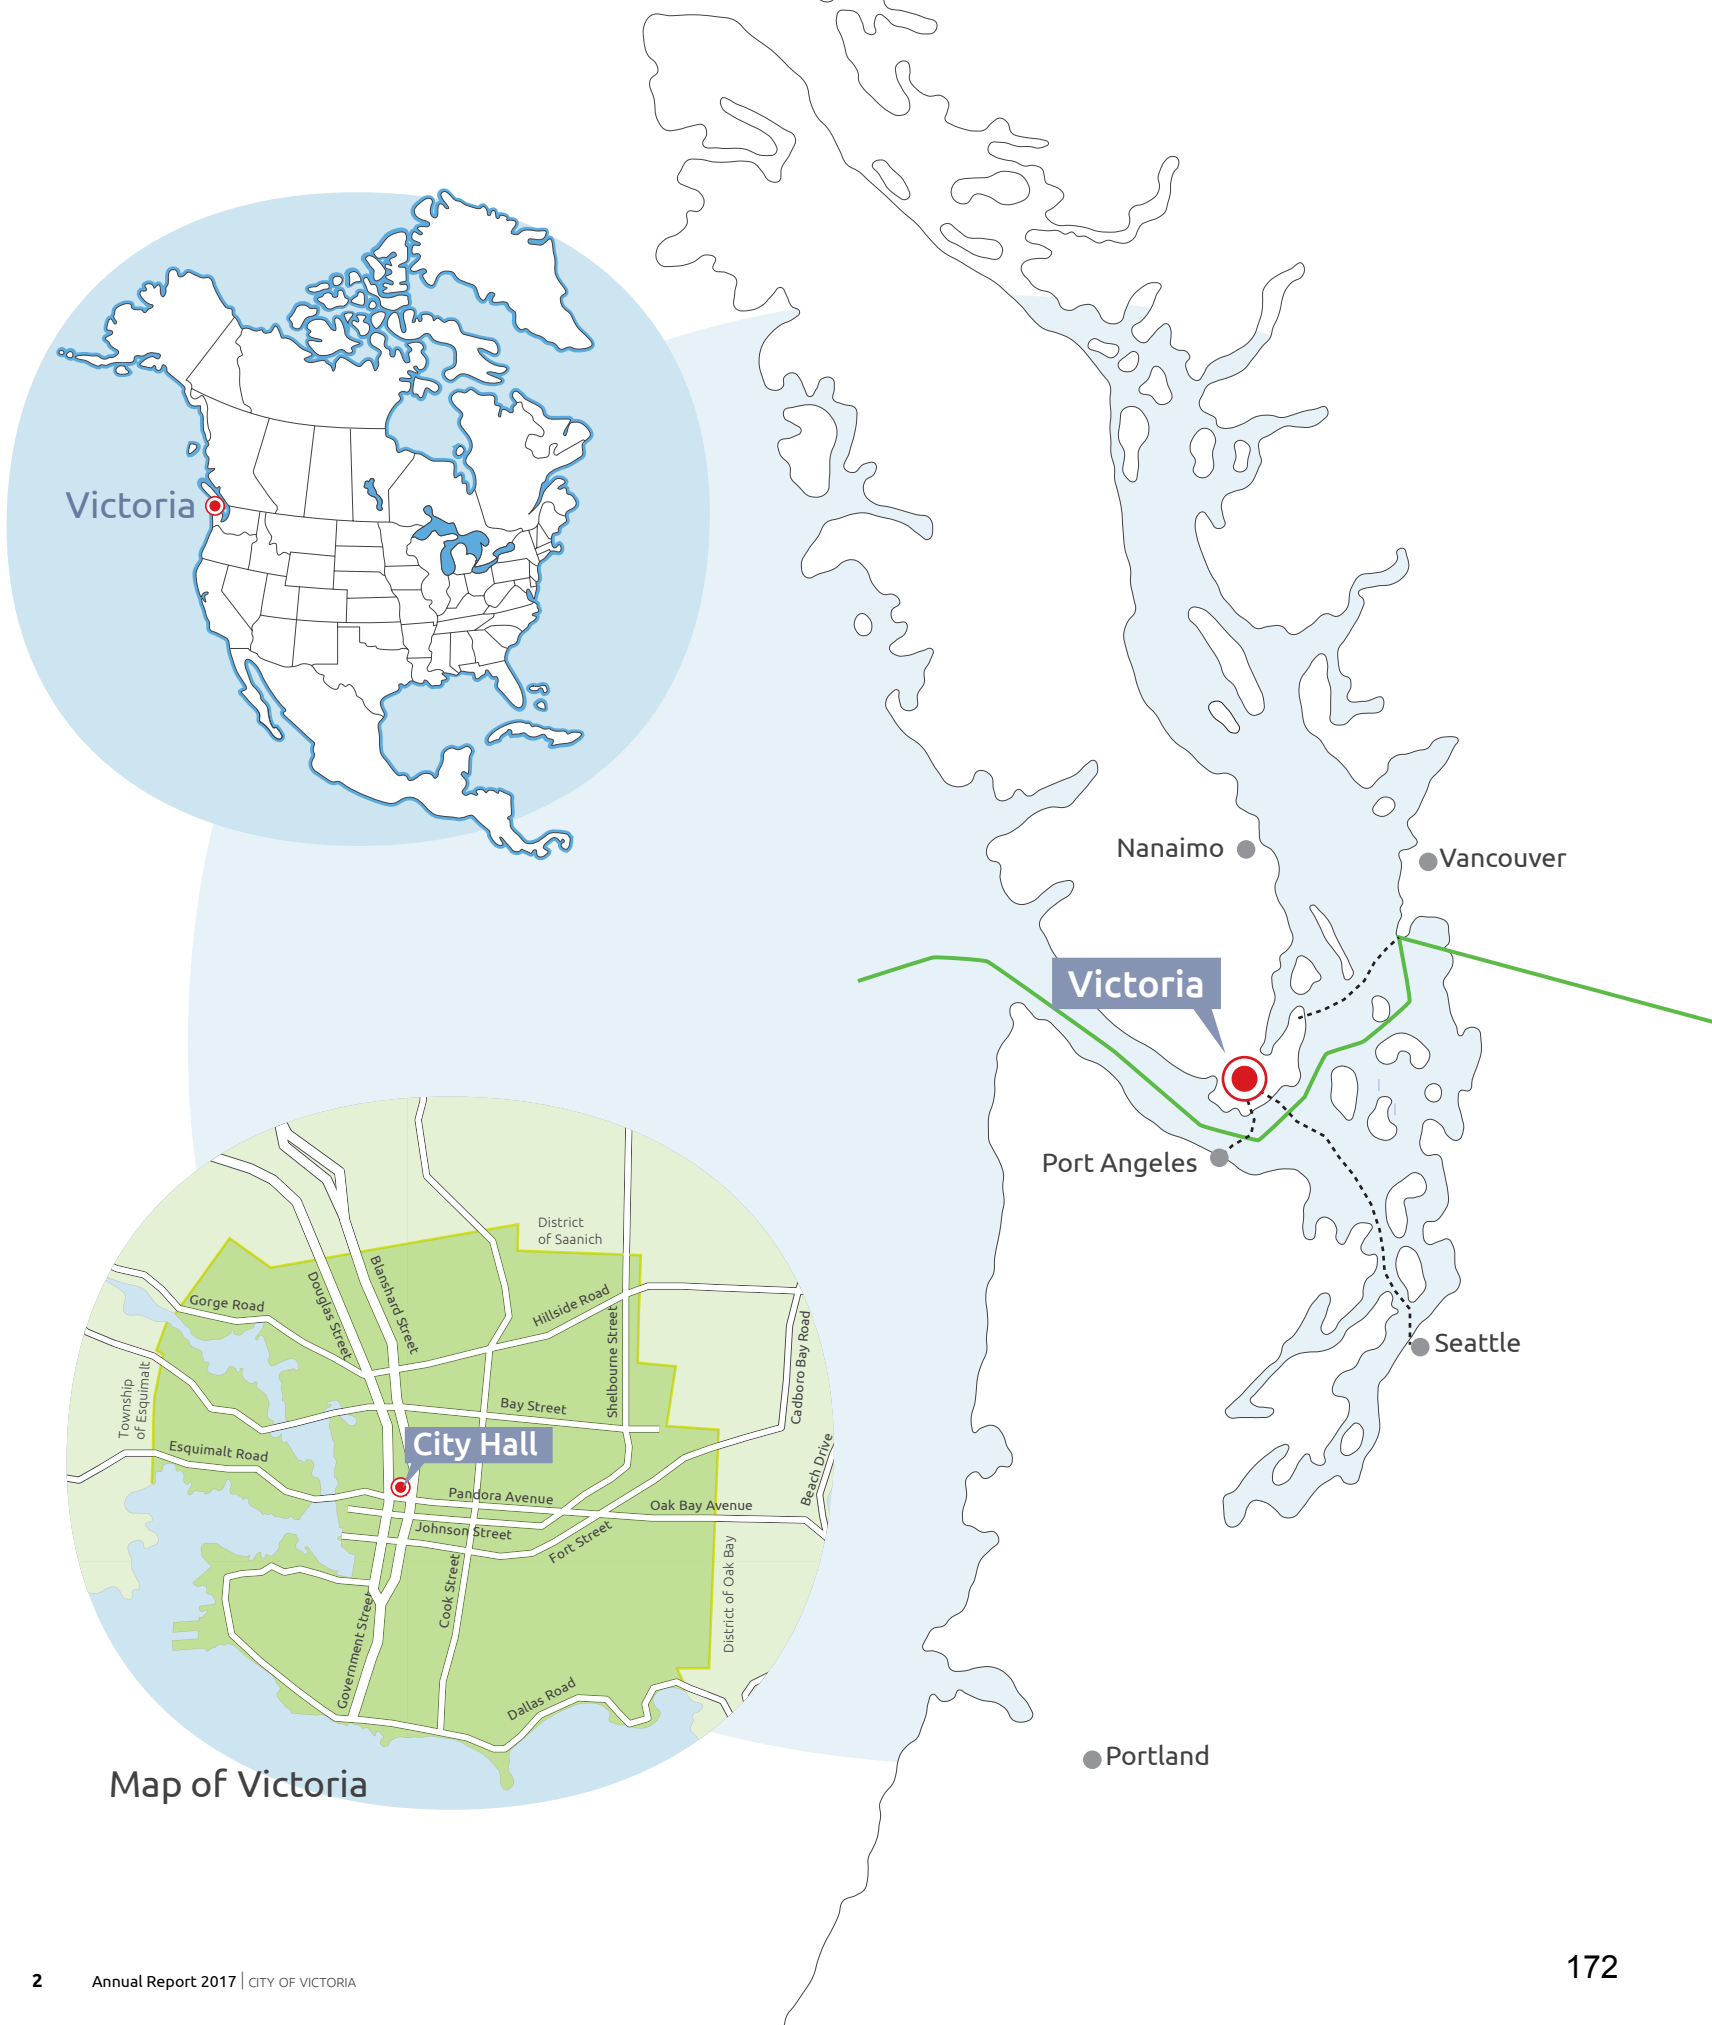 Victoria
Nanaimo
Vancouver
Victoria
Port Angeles
Seattle
Portland
District
of Saanich
Gorge Road
Douglas Street
Blanshard Street
Hillside Road
Shelbourne Street
Cadboro Bay Road
Township
of Esquimalt
Bay Street
City Hall
Esquimalt Road
Beach Drive
Pandora Avenue
Oak Bay Avenue
Johnson Street
Fort Street
Cook Street
District of Oak Bay
Government Street
Dallas Road
Map of Victoria
2 Annual Report 2017 | CITY OF VICTORIA
172